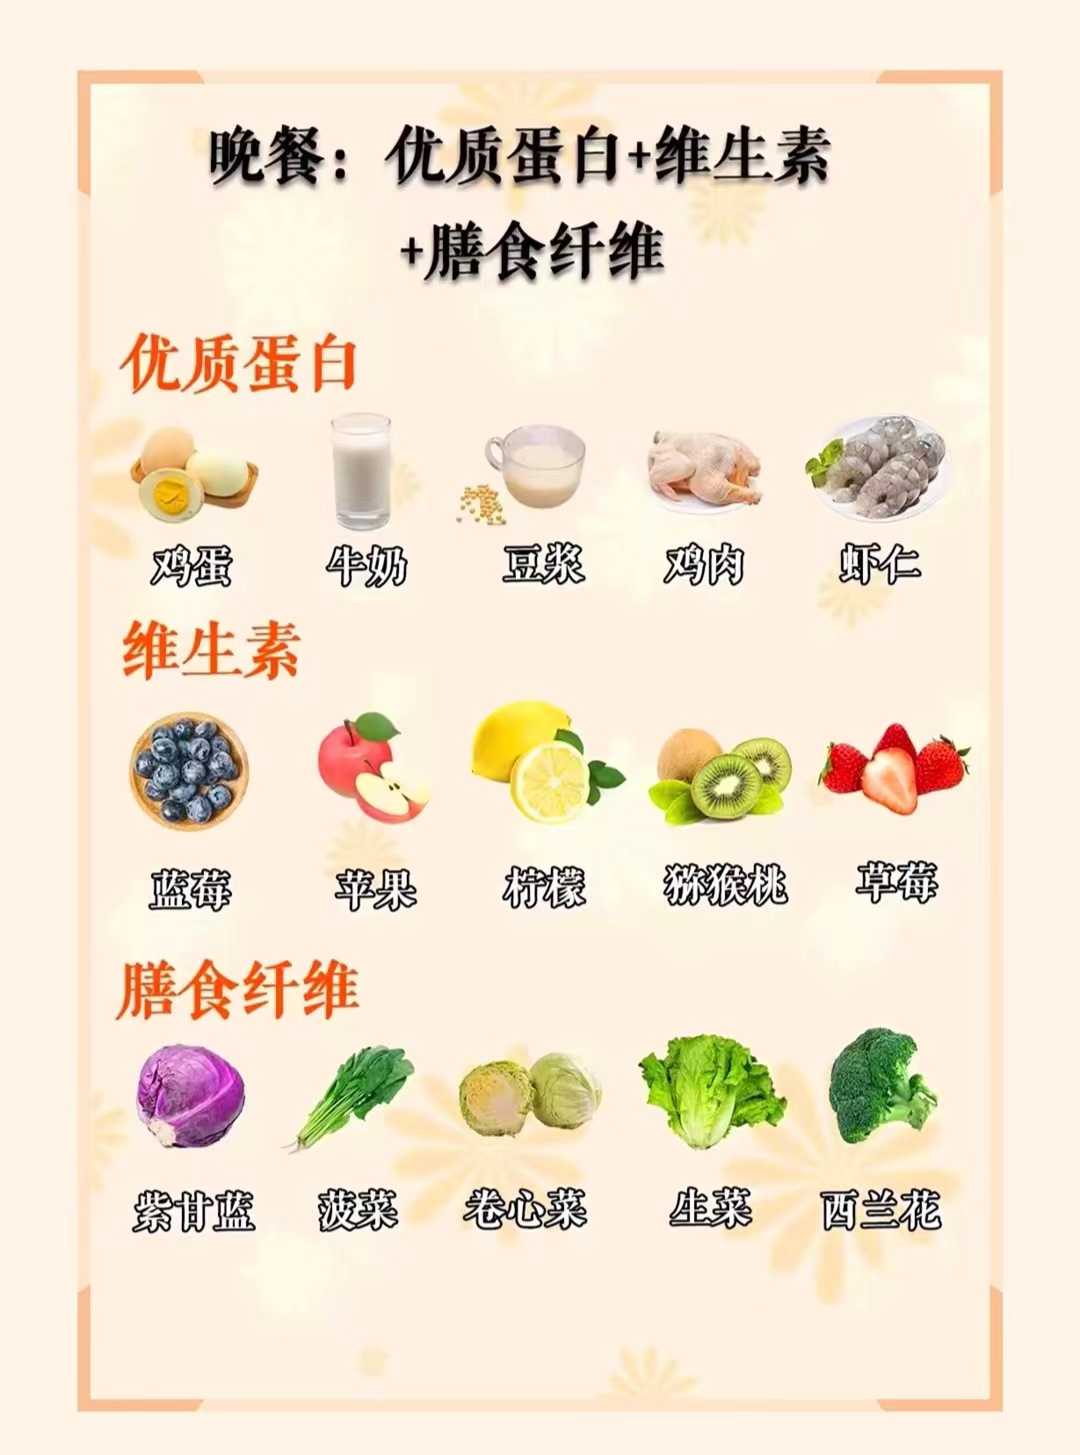 晚餐：优质蛋白+维生素
+膳食纤维
优质蛋白
鸡蛋 牛奶 豆浆 鸡肉 虾仁
维生素
蓝莓 苹果 柠檬 猕猴桃 草莓
膳食纤维
紫甘蓝 菠菜 卷心菜 生菜 西兰花